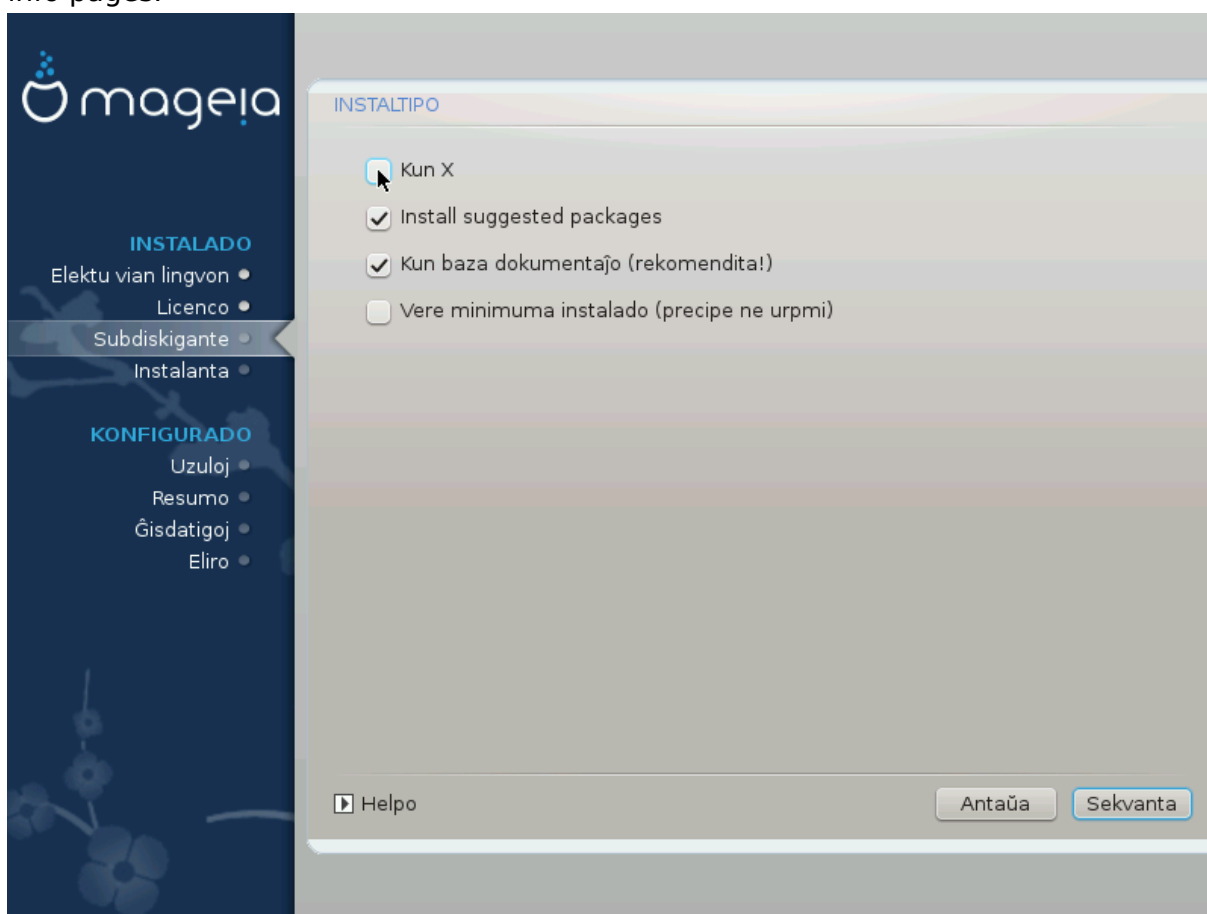 info pages.
mageia
INSTALTIPO
Kun X
Install suggested packages
Kun baza dokumentaĵo (rekomendita!)
Vere minimuma instalado (precipe ne urpmi)
INSTALADO
Elektu vian lingvon
Licenco
Subdiskigante
Instalanta
KONFIGURADO
Uzuloj
Resumo
Ĝisdatigoj
Eliro
Helpo
Antaŭa
Sekvanta